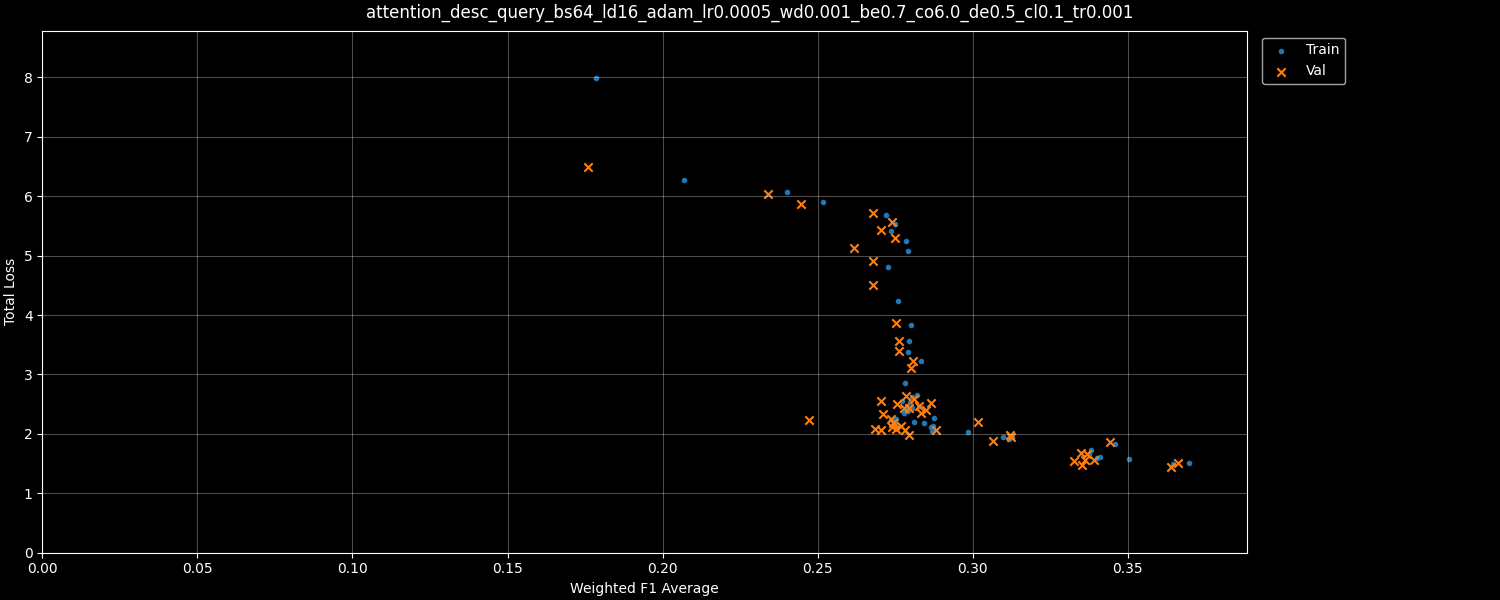 attention_desc_query_bs64_ld16_adam_lr0.0005_wd0.001_be0.7_co6.0_de0.5_cl0.1_tr0.001
Train
Val
8
7
6
5
4
3
2
1
0
Total Loss
0.00 0.05 0.10 0.15 0.20 0.25 0.30 0.35
Weighted F1 Average